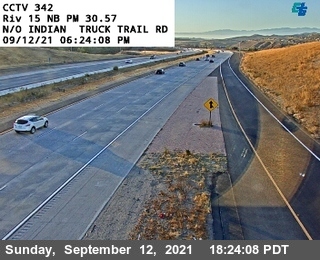 CCTV 342
Riv 15 NB PM 30.57
N/O INDIAN TRUCK TRAIL RD
09/12/21 06:24:08 PM
Sunday, September 12, 2021 18:24:08 PDT